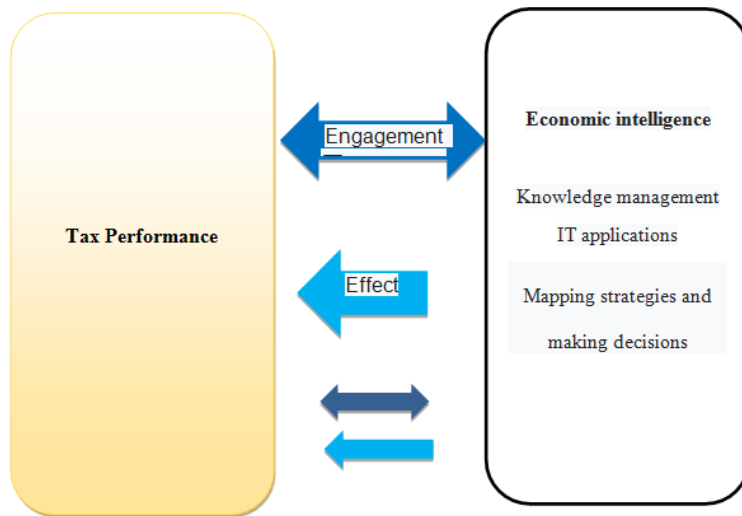 Tax Performance
Engagement
Effect
Economic intelligence
Knowledge management
IT applications
Mapping strategies and
making decisions